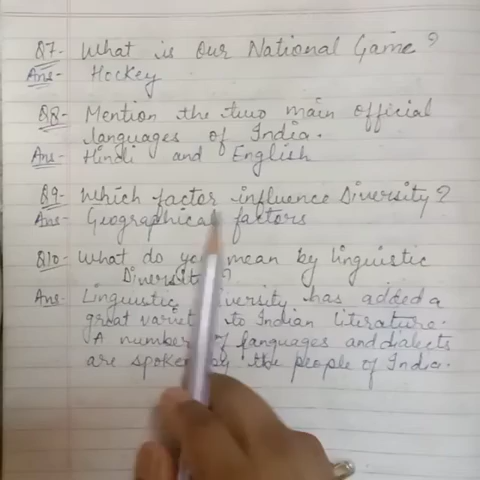 Q7- What is Our National Game?
Ans- Hockey
Q8- Mention the two main official
languages of India.
Ans- Hindi and English
Q9- Which factor influence Diversity?
Ans- Geographical factors
Q10- What do you mean by linguistic
Diversity?
Ans- Linguistic Diversity has added a
great variety to Indian literature.
A number of languages and dialects
are spoken by the people of India.